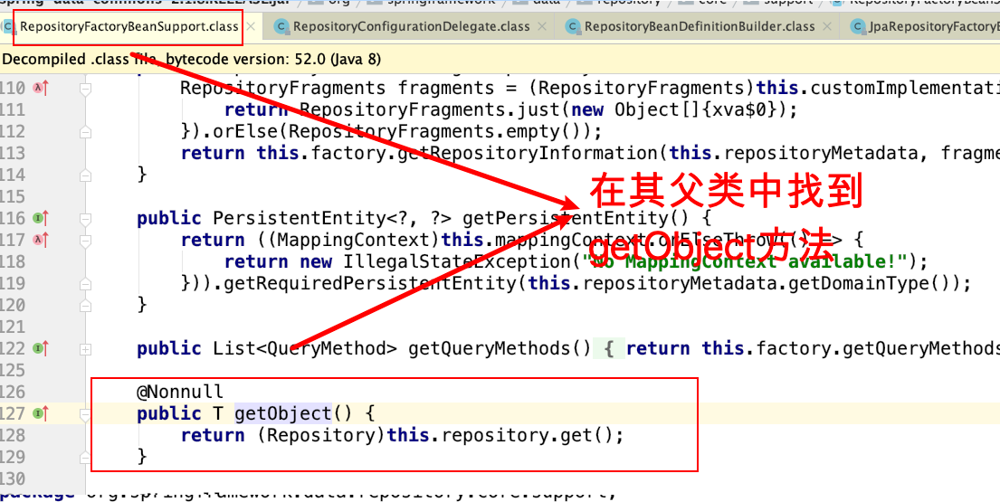 RepositoryFactoryBeanSupport.class RepositoryConfigurationDelegate.class RepositoryBeanDefinitionBuilder.class JpaRepositoryFactoryB
Decompiled .class file, bytecode version: 52.0 (Java 8)
110 RepositoryFragments fragments = (RepositoryFragments)this.customImplementati
111 return RepositoryFragments.just(new Object[]{xva$0});
112 }).orElse(RepositoryFragments.empty());
113 return this.factory.getRepositoryInformation(this.repositoryMetadata, fragme
114 }
115
在其父类中找到
getObject方法
116 public PersistentEntity<?, ?> getPersistentEntity() {
117 return ((MappingContext)this.mappingContext.orElseThrow(() -> {
118 return new IllegalStateException("No MappingContext available!");
119 })).getRequiredPersistentEntity(this.repositoryMetadata.getDomainType());
120 }
121
122 public List<QueryMethod> getQueryMethods() { return this.factory.getQueryMethods
125
126 @Nonnull
127 public T getObject() {
128 return (Repository)this.repository.get();
129 }
130